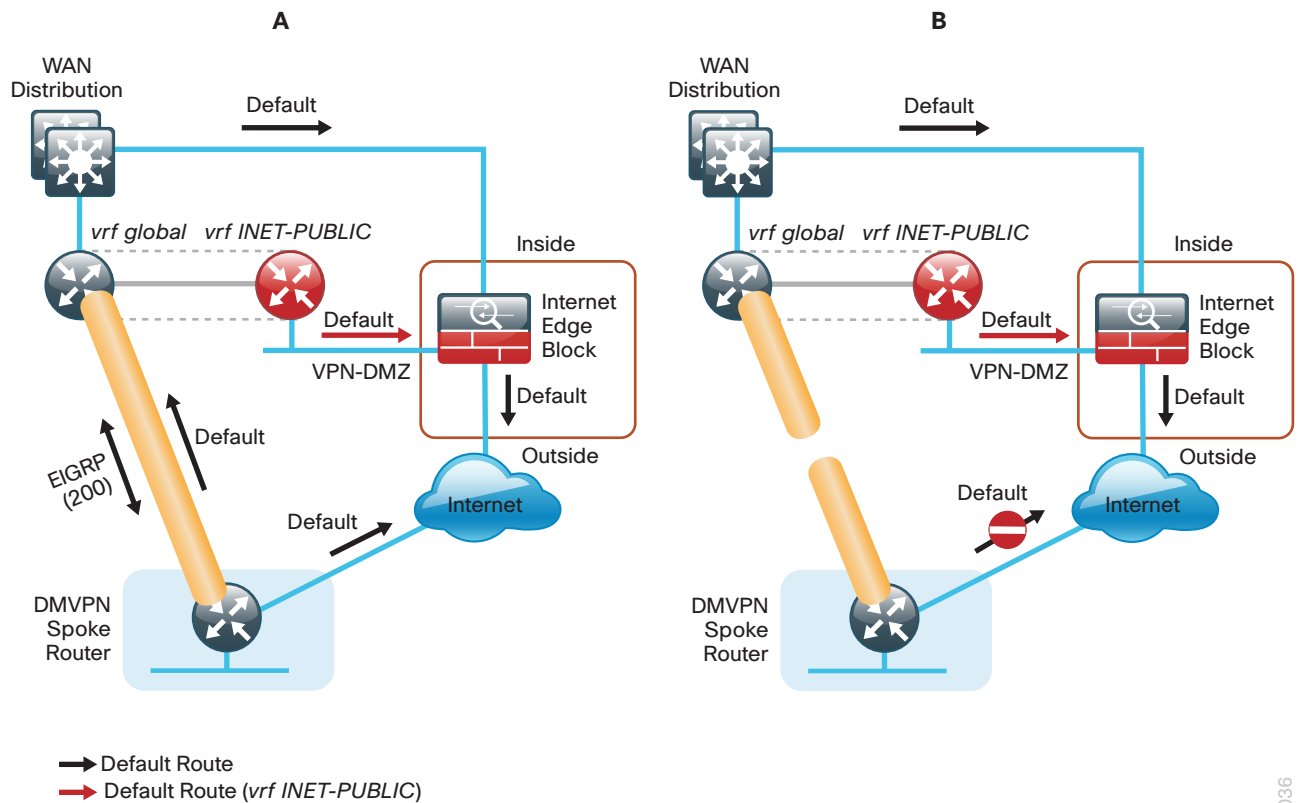 A
WAN
Distribution
Default
vrf global
vrf INET-PUBLIC
Inside
Internet
Edge
Block
Default
VPN-DMZ
Default
Outside
Default
EIGRP
(200)
Default
Internet
DMVPN
Spoke
Router
B
WAN
Distribution
Default
vrf global
vrf INET-PUBLIC
Inside
Internet
Edge
Block
Default
VPN-DMZ
Default
Outside
Default
Internet
DMVPN
Spoke
Router
Default Route
Default Route (vrf INET-PUBLIC)